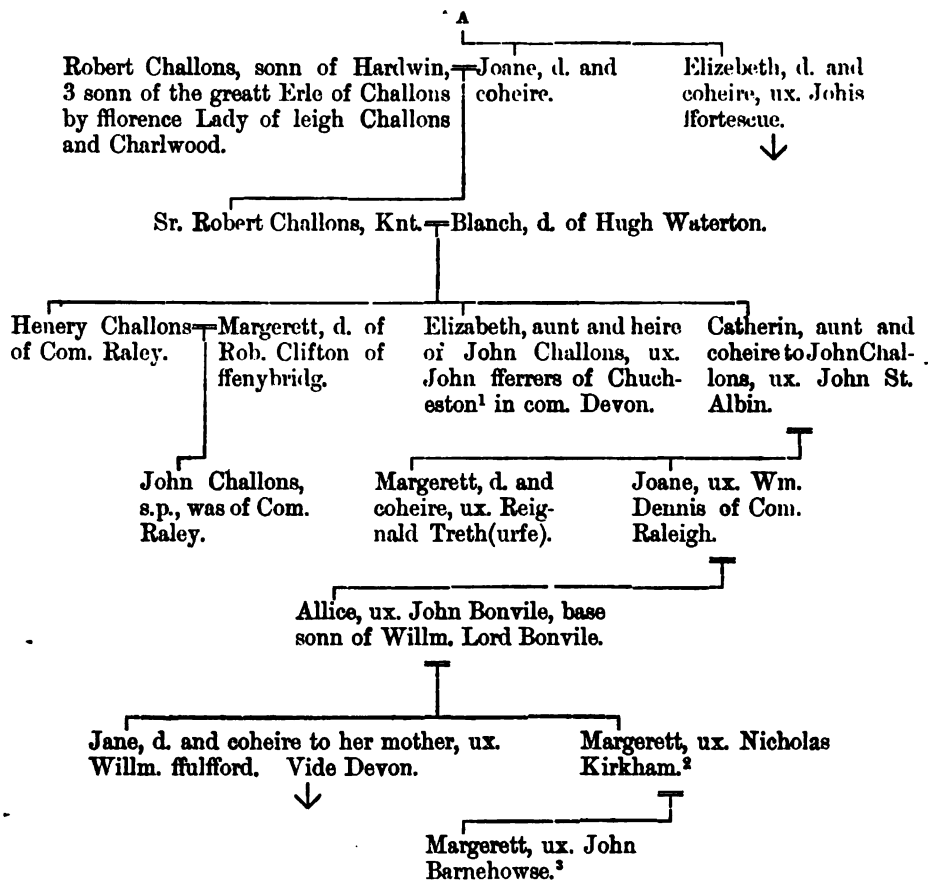 A
Robert Challons, sonn of Hardwin,
3 sonn of the greatt Erle of Challons
by fflorence Lady of leigh Challons
and Charlwood.
Joane, d. and
coheire.
Elizebeth, d. and
coheire, ux. Johis
ffortescue.
Sr. Robert Challons, Knt.
Blanch, d. of Hugh Waterton.
Henery Challons
of Com. Raley.
Margerett, d. of
Rob. Clifton of
ffenybridg.
Elizabeth, aunt and heire
of John Challons, ux.
John fferrers of Chuch-
eston¹ in com. Devon.
Catherin, aunt and
coheire to John Chal-
lons, ux. John St.
Albin.
John Challons,
s.p., was of Com.
Raley.
Margerett, d. and
coheire, ux. Reig-
nald Treth(urfe).
Joane, ux. Wm.
Dennis of Com.
Raleigh.
Allice, ux. John Bonvile, base
sonn of Willm. Lord Bonvile.
Jane, d. and coheire to her mother, ux.
Willm. ffulfford. Vide Devon.
Margerett, ux. Nicholas
Kirkham.²
Margerett, ux. John
Barnehowse.³